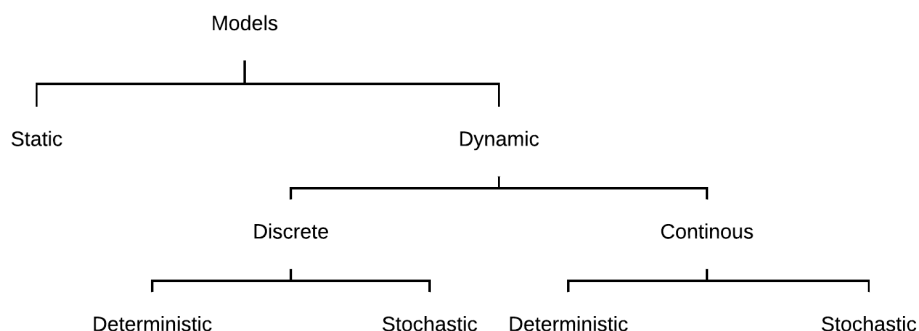 Models
Static Dynamic
Discrete Continous
Deterministic Stochastic Deterministic Stochastic